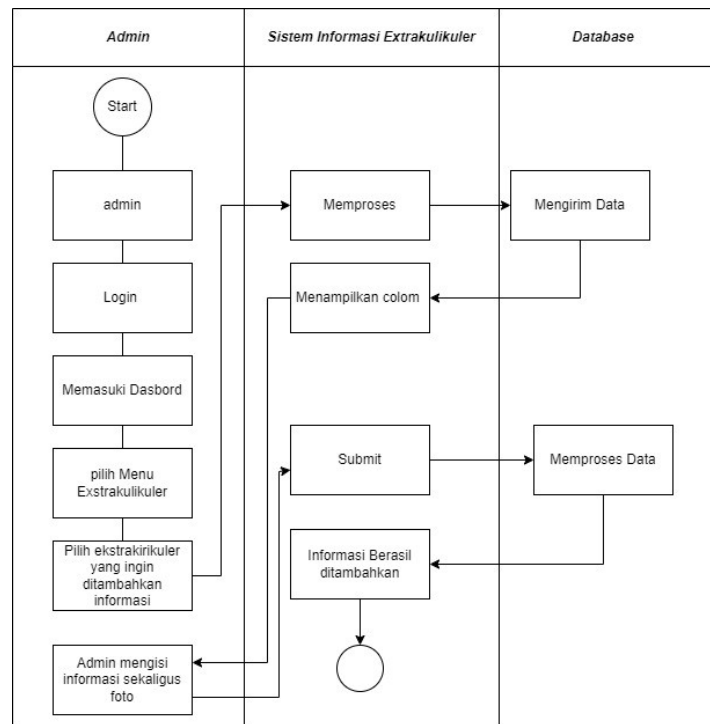 Admin
Sistem Informasi Extrakulikuler
Database
Start
admin
Memproses
Mengirim Data
Login
Menampilkan colom
Memasuki Dasbord
pilih Menu
Exstrakulikuler
Submit
Memproses Data
Pilih ekstrakirikuler
yang ingin
ditambahkan
informasi
Informasi Berasil
ditambahkan
Admin mengisi
informasi sekaligus
foto